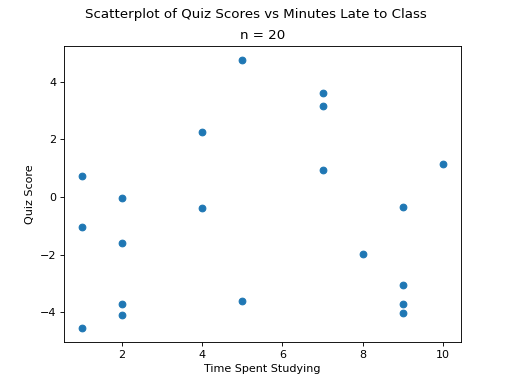 Scatterplot of Quiz Scores vs Minutes Late to Class
n = 20
4
2
0
−2
−4
Quiz Score
2 4 6 8 10
Time Spent Studying